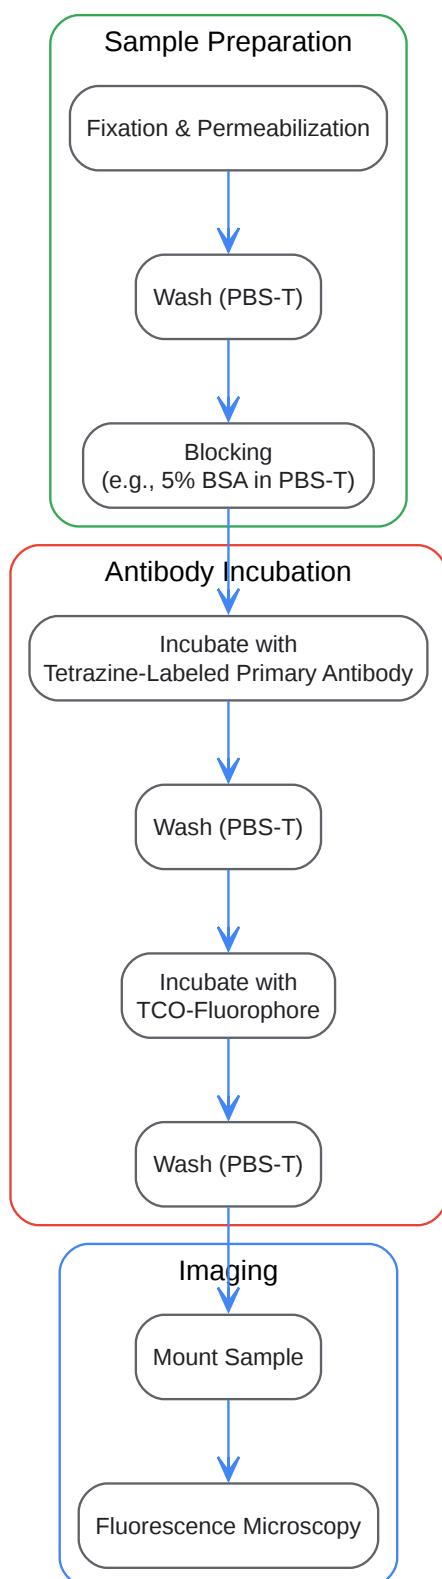 Sample Preparation
Fixation & Permeabilization
Wash (PBS-T)
Blocking
(e.g., 5% BSA in PBS-T)
Antibody Incubation
Incubate with
Tetrazine-Labeled Primary Antibody
Wash (PBS-T)
Incubate with
TCO-Fluorophore
Wash (PBS-T)
Imaging
Mount Sample
Fluorescence Microscopy